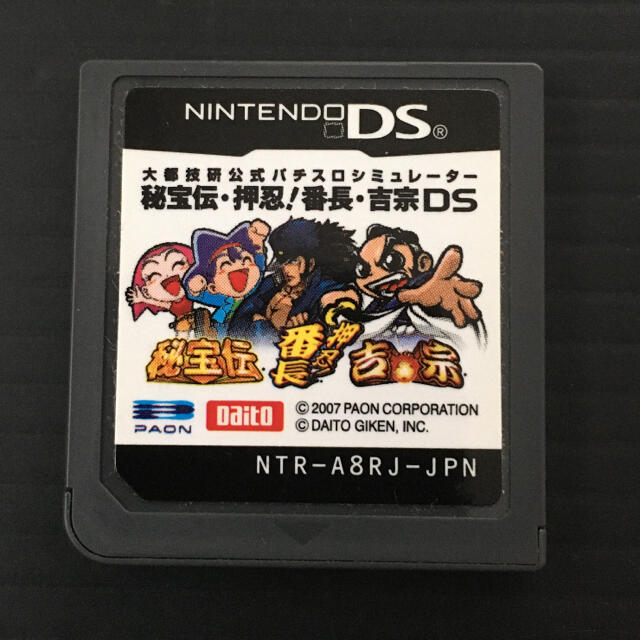 NINTENDO DS®
大都技研公式パチスロシミュレーター
秘宝伝・押忍!番長・吉宗DS
秘宝伝
押忍!
番長
吉宗
PAON
Daito
© 2007 PAON CORPORATION
© DAITO GIKEN, INC.
NTR-A8RJ-JPN